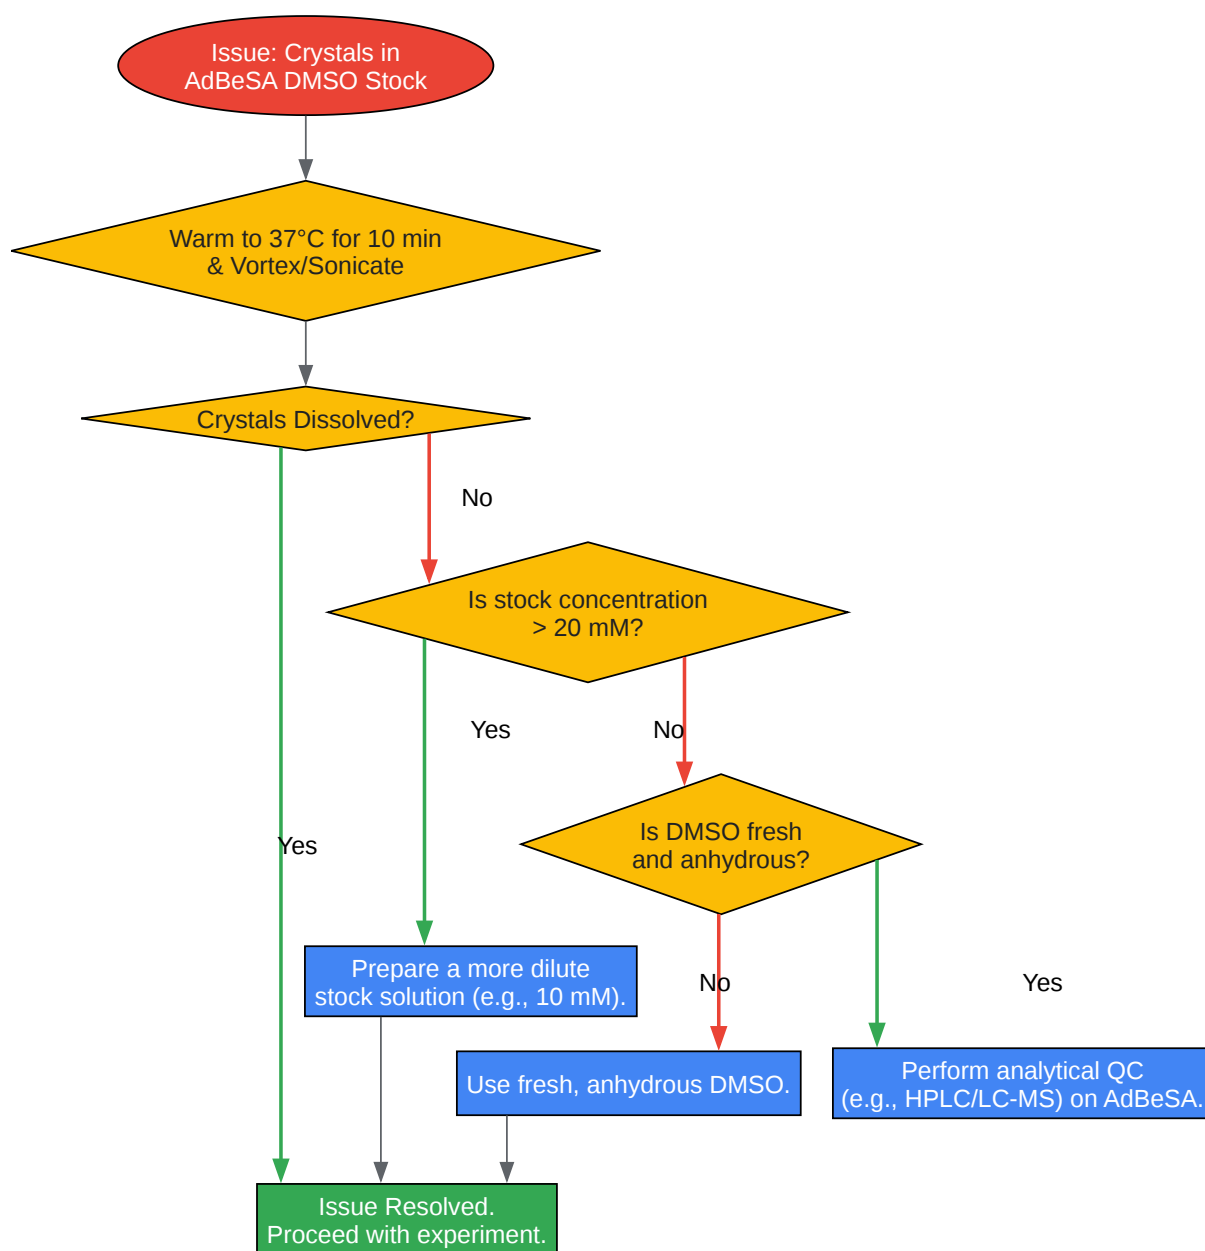 Issue: Crystals in
AdBeSA DMSO Stock
Warm to 37°C for 10 min
& Vortex/Sonicate
Crystals Dissolved?
No
Is stock concentration
> 20 mM?
Yes
No
Is DMSO fresh
and anhydrous?
Yes
Prepare a more dilute
stock solution (e.g., 10 mM).
No
Yes
Use fresh, anhydrous DMSO.
Perform analytical QC
(e.g., HPLC/LC-MS) on AdBeSA.
Issue Resolved.
Proceed with experiment.